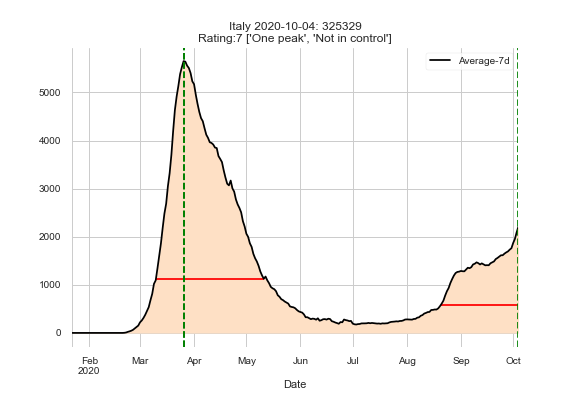 Italy 2020-10-04: 325329
Rating:7 ['One peak', 'Not in control']
Average-7d
5000
4000
3000
2000
1000
0
Feb
2020
Mar
Apr
May
Jun
Jul
Aug
Sep
Oct
Date